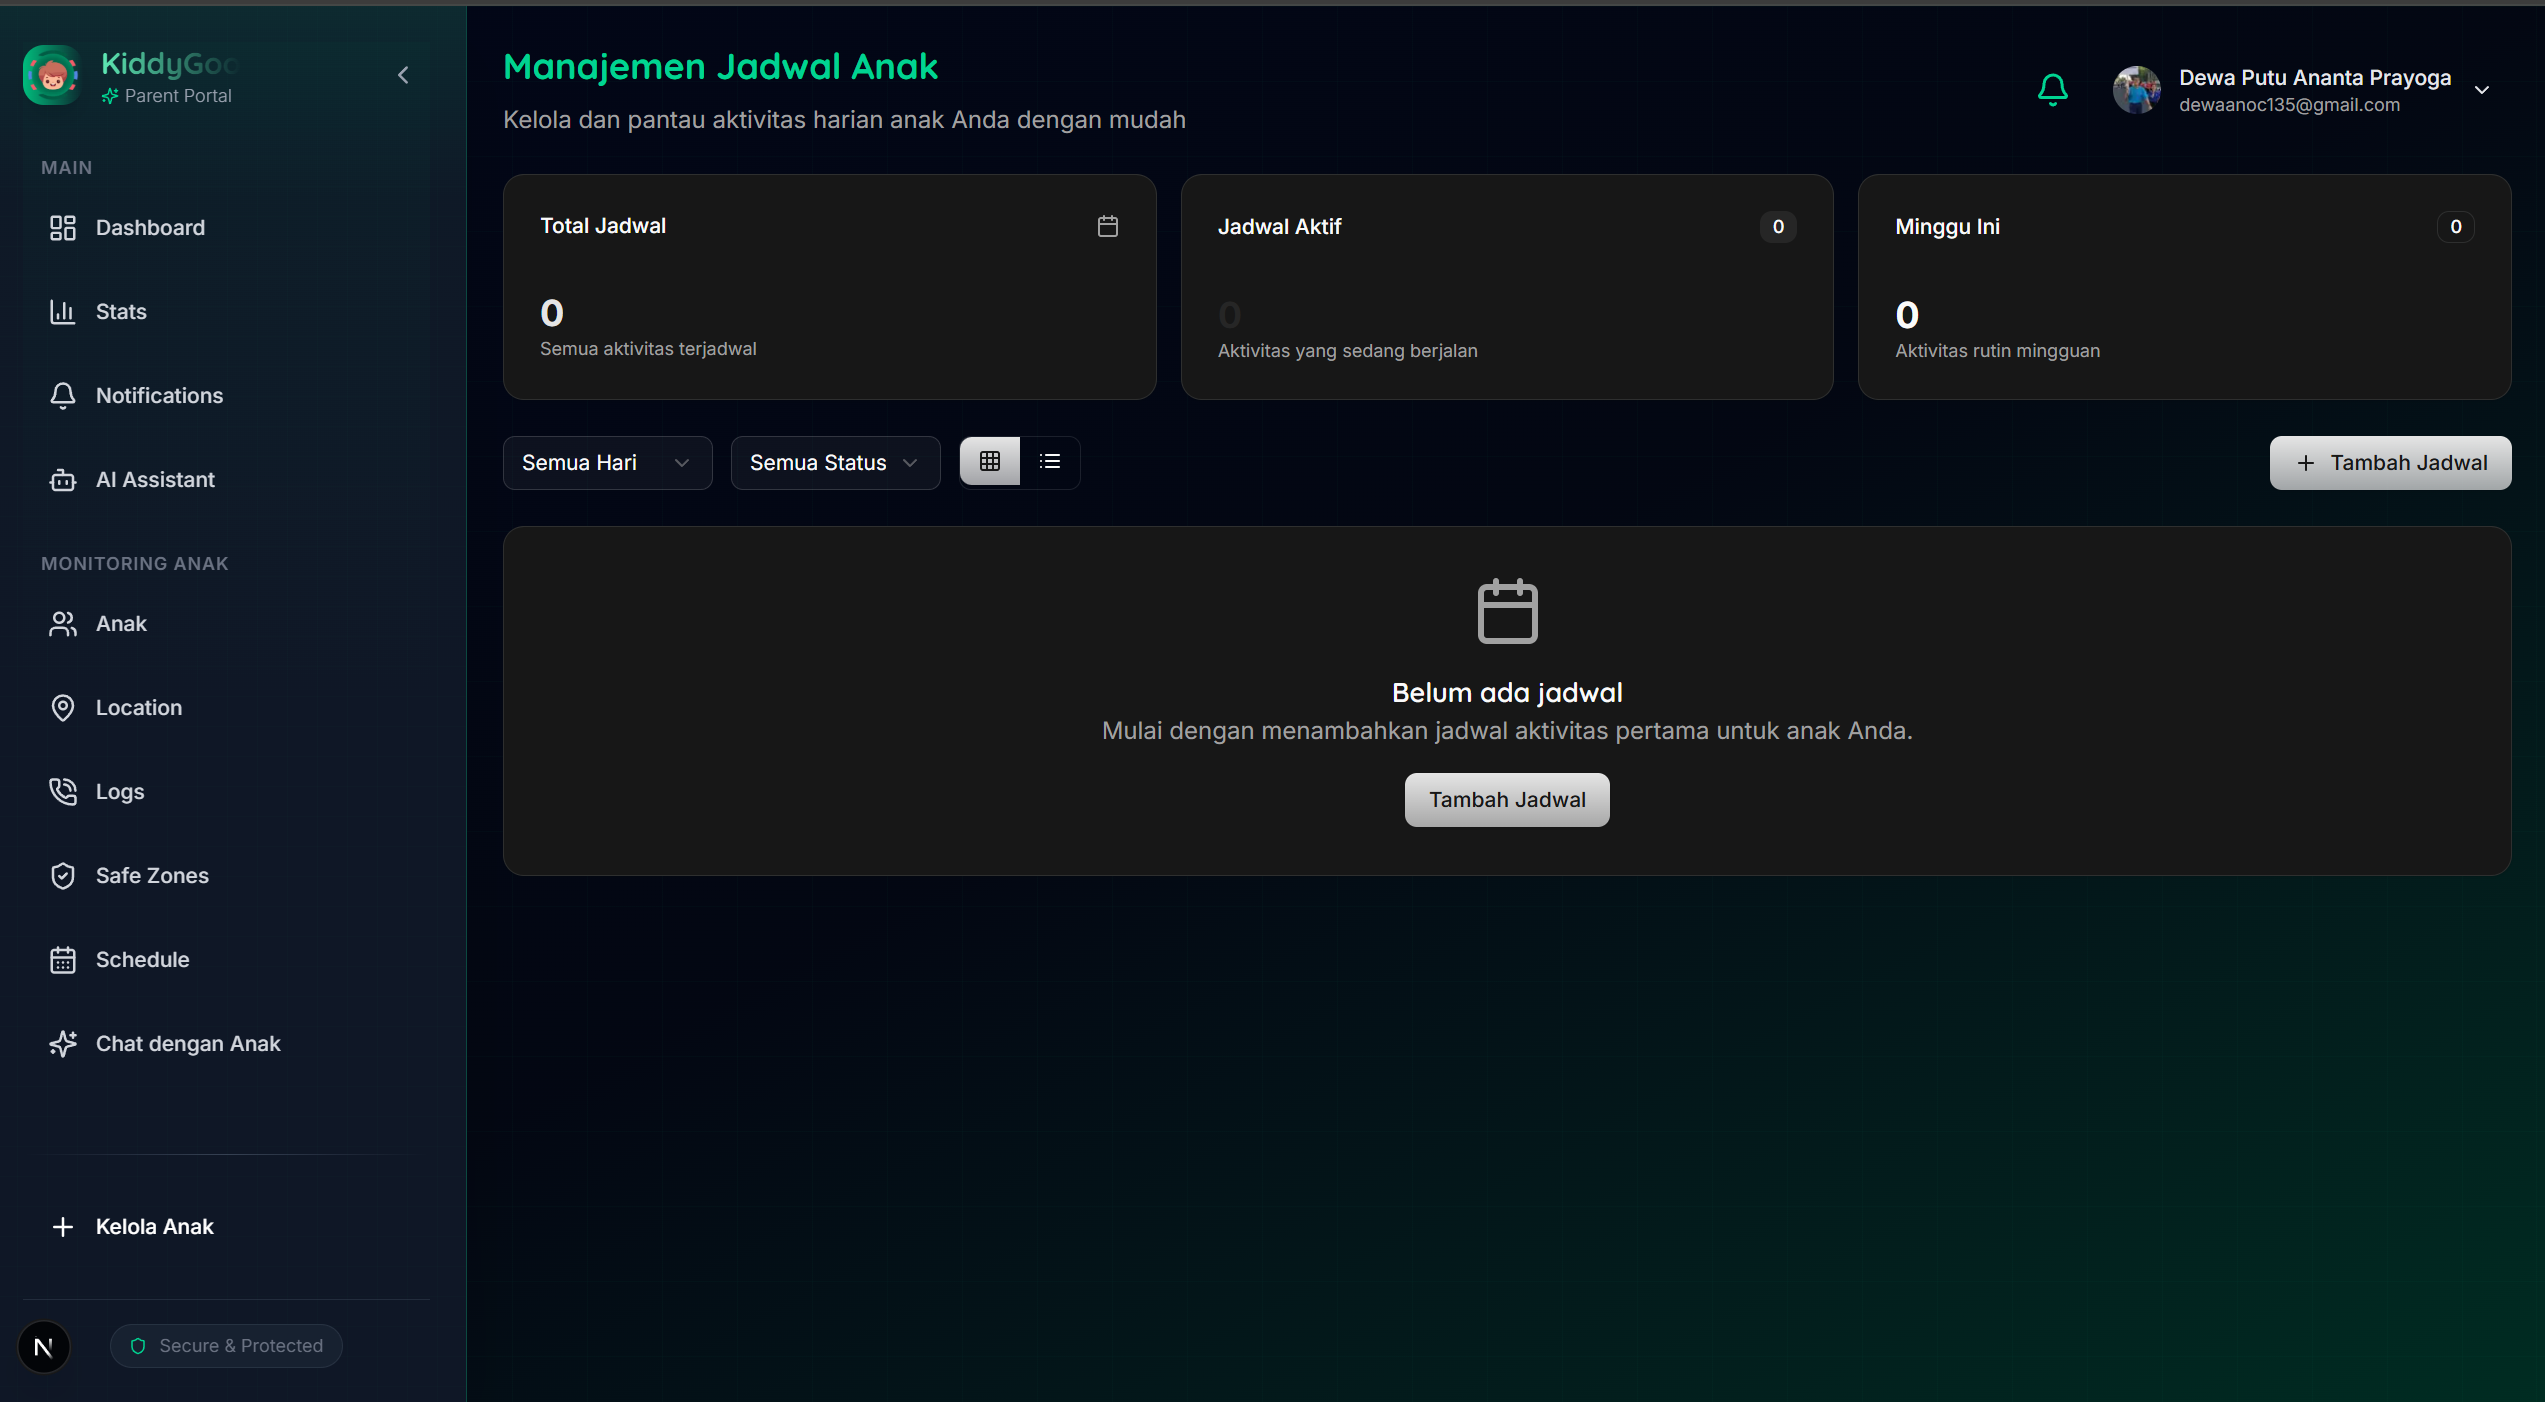 KiddyGoo
Parent Portal
MAIN
Dashboard
Stats
Notifications
AI Assistant
MONITORING ANAK
Anak
Location
Logs
Safe Zones
Schedule
Chat dengan Anak
Kelola Anak
N
Secure & Protected
Manajemen Jadwal Anak
Kelola dan pantau aktivitas harian anak Anda dengan mudah
Dewa Putu Ananta Prayoga
dewaanoc135@gmail.com
Total Jadwal
0
Semua aktivitas terjadwal
Jadwal Aktif
0
0
Aktivitas yang sedang berjalan
Minggu Ini
0
0
Aktivitas rutin mingguan
Semua Hari
Semua Status
Tambah Jadwal
Belum ada jadwal
Mulai dengan menambahkan jadwal aktivitas pertama untuk anak Anda.
Tambah Jadwal